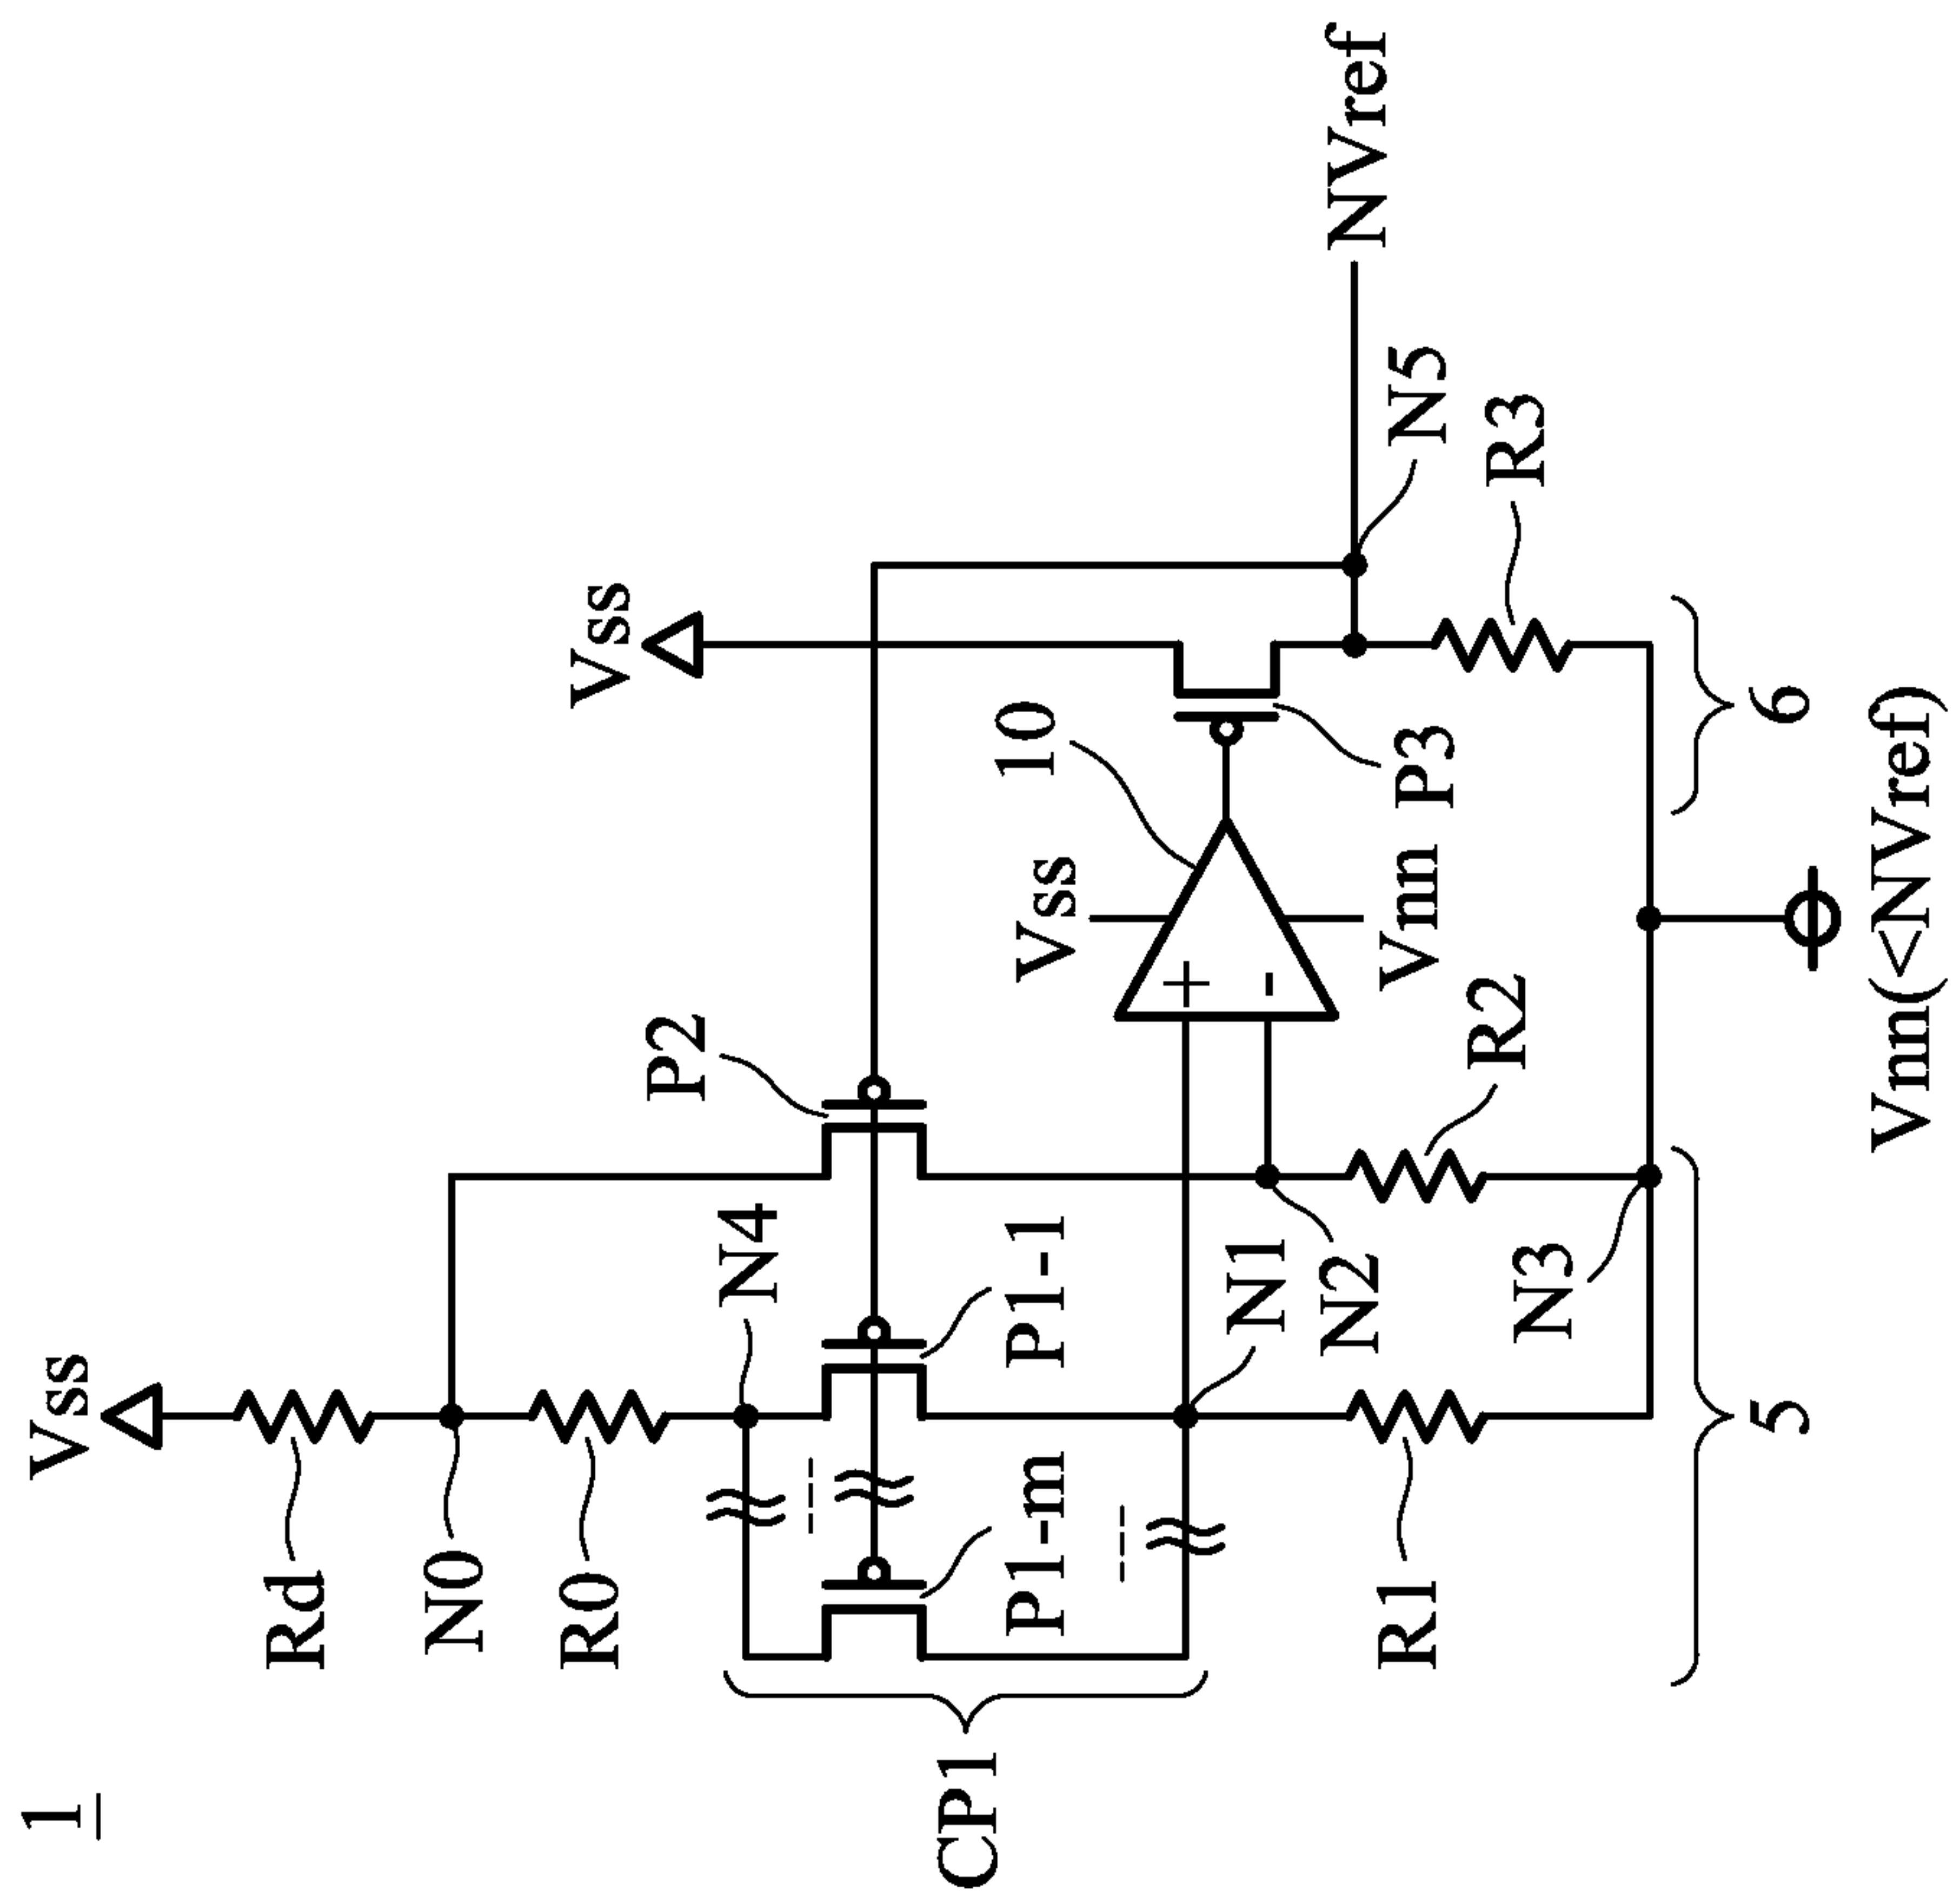 1
Vss
Rd
N0
R0
CP1
N4
P1-m
P1-1
P2
Vss
10
Vss
+
-
Vnn
P3
N1
N2
R1
R2
N3
N5
R3
NVref
5
6
Vnn(<NVref)